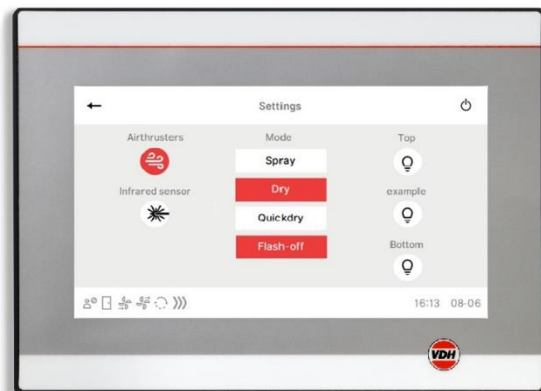 Settings
Airthrusters
Mode
Top
Spray
Infrared sensor
Dry
example
Quickdry
Flash-off
Bottom
16:13 08-06
VDH